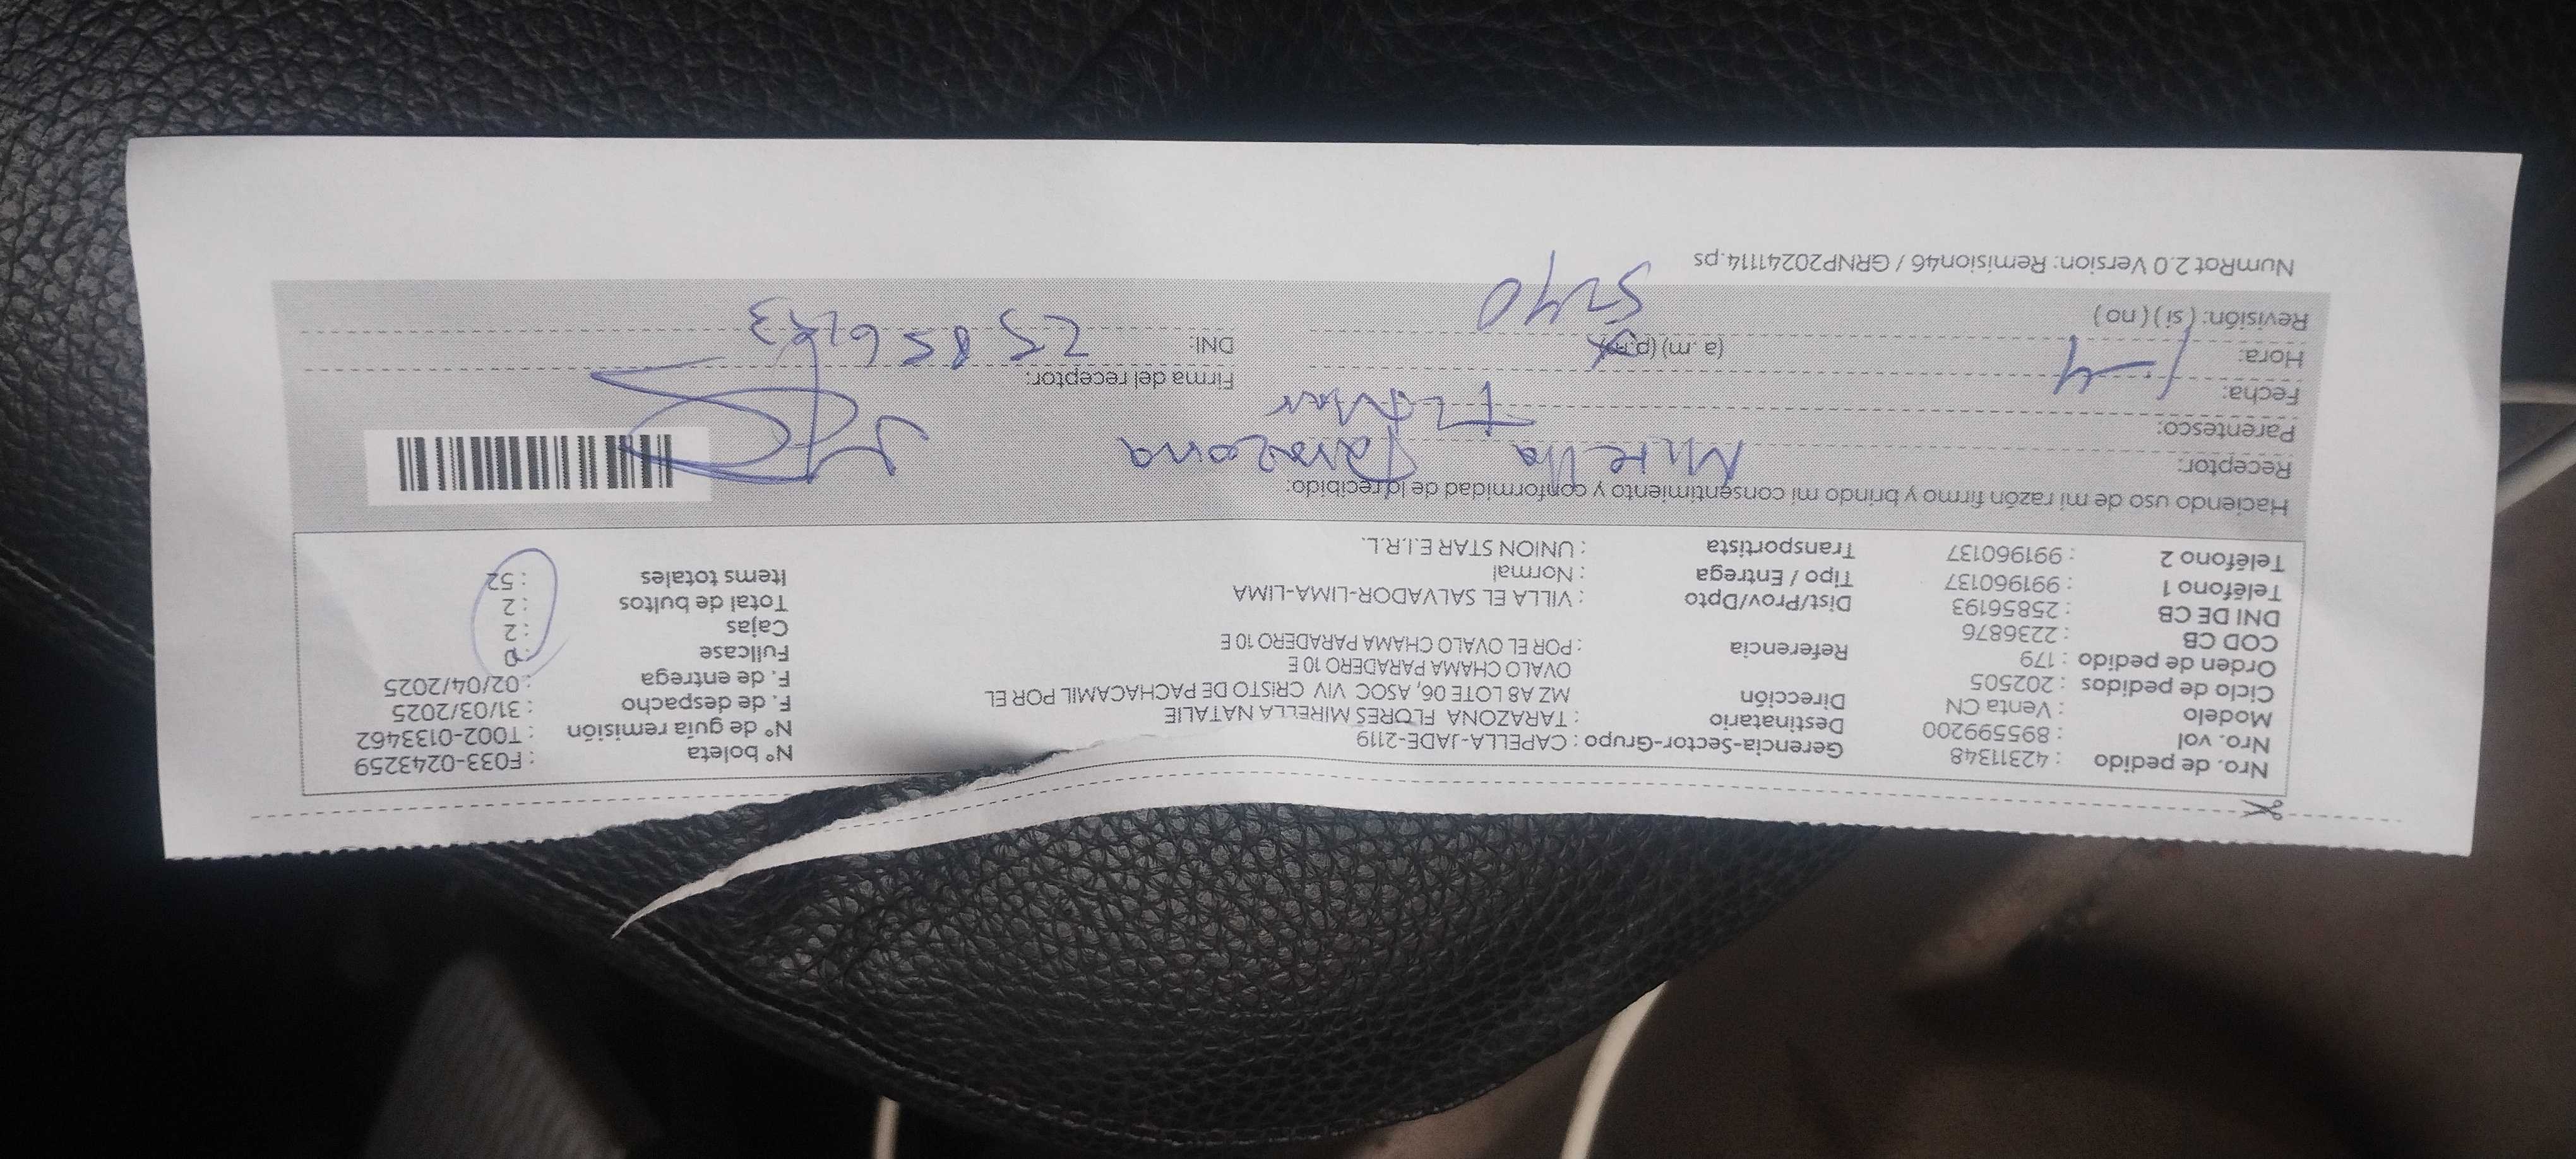 Nro. de pedido : 42311348 Gerencia-Sector-Grupo : CAPELLA-JADE-2119 N° boleta : F033-0243259
Nro. vol : 895599200 Destinatario : TARAZONA FLORES MIRELLA NATALIE N° de guía remisión : T002-0133462
Modelo : Venta CN Dirección MZ A8 LOTE 06, ASOC VIV CRISTO DE PACHACAMIL POR EL F. de despacho : 31/03/2025
Ciclo de pedidos : 202505 OVALO CHAMA PARADERO 10 E F. de entrega : 02/04/2025
Orden de pedido : 179 Referencia : POR EL OVALO CHAMA PARADERO 10 E Fullcase : 0
COD CB : 2236876 Cajas : 2
DNI DE CB : 25856193 Dist/Prov/Dpto : VILLA EL SALVADOR-LIMA-LIMA Total de bultos : 2
Teléfono 1 : 991960137 Tipo / Entrega : Normal Items totales : 52
Teléfono 2 : 991960137 Transportista : UNION STAR E.I.R.L.
Haciendo uso de mi razón firmo y brindo mi consentimiento y conformidad de lo recibido:
Receptor: Mirella Tarazona
Parentesco: Titular
Fecha: 1-4 Firma del receptor:
Hora: (a. m) (p.m) DNI: 25856193
Revisión: ( si ) ( no ) 5240
NumRot 2.0 Version: Remision46 / GRNP20241114.ps